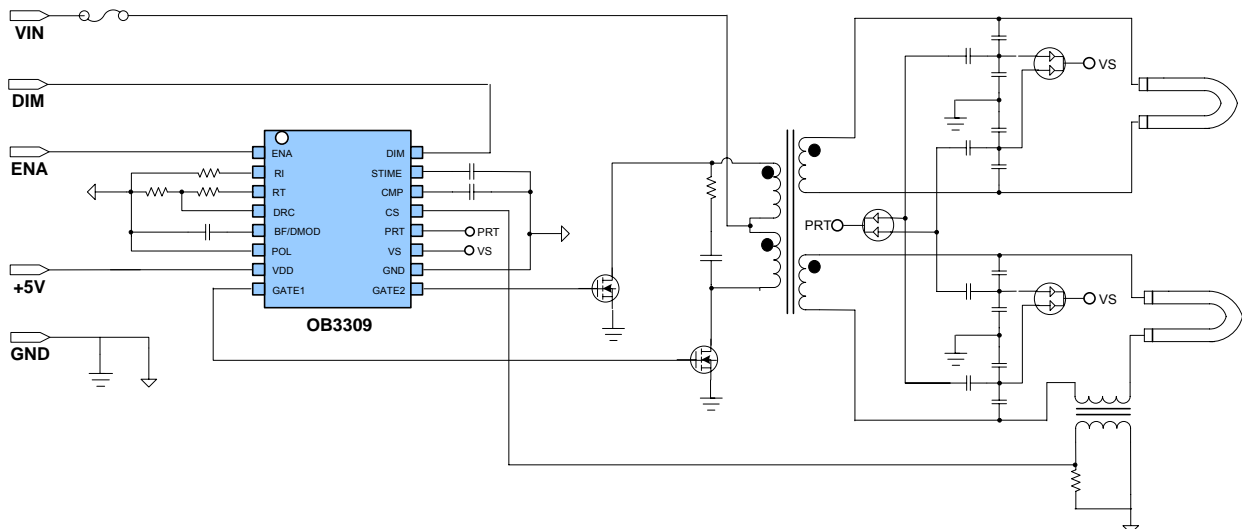 VIN
DIM
ENA
+5V
GND
ENA DIM
RI STIME
RT CMP
DRC CS
BF/DMOD PRT PRT
POL VS VS
VDD GND
GATE1 GATE2
OB3309
VS
PRT
VS